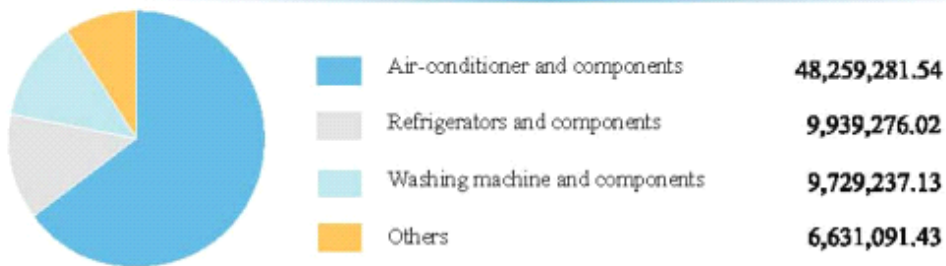 Air-conditioner and components 48,259,281.54
Refrigerators and components 9,939,276.02
Washing machine and components 9,729,237.13
Others 6,631,091.43